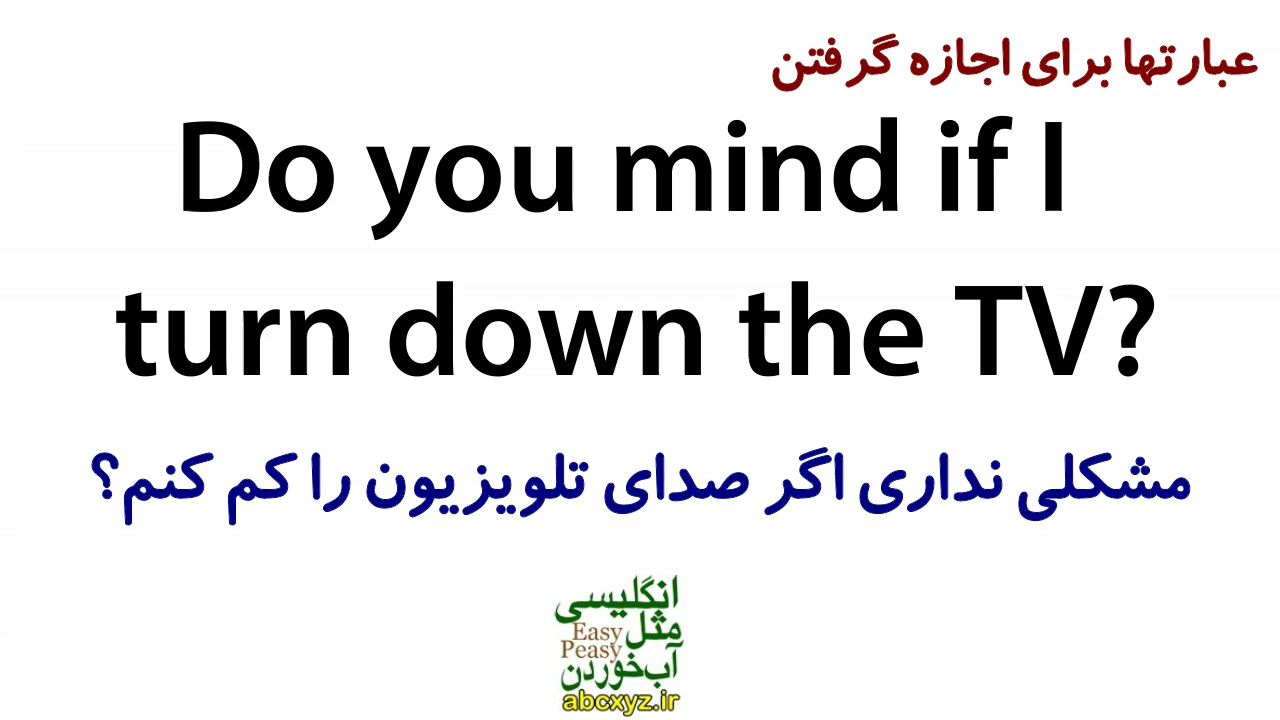 عبارتها برای اجازه گرفتن
Do you mind if I
turn down the TV?
مشکلی نداری اگر صدای تلویزیون را کم کنم؟
انگلیسی
مثل
Easy
Peasy
آب‌خوردن
abcxyz.ir